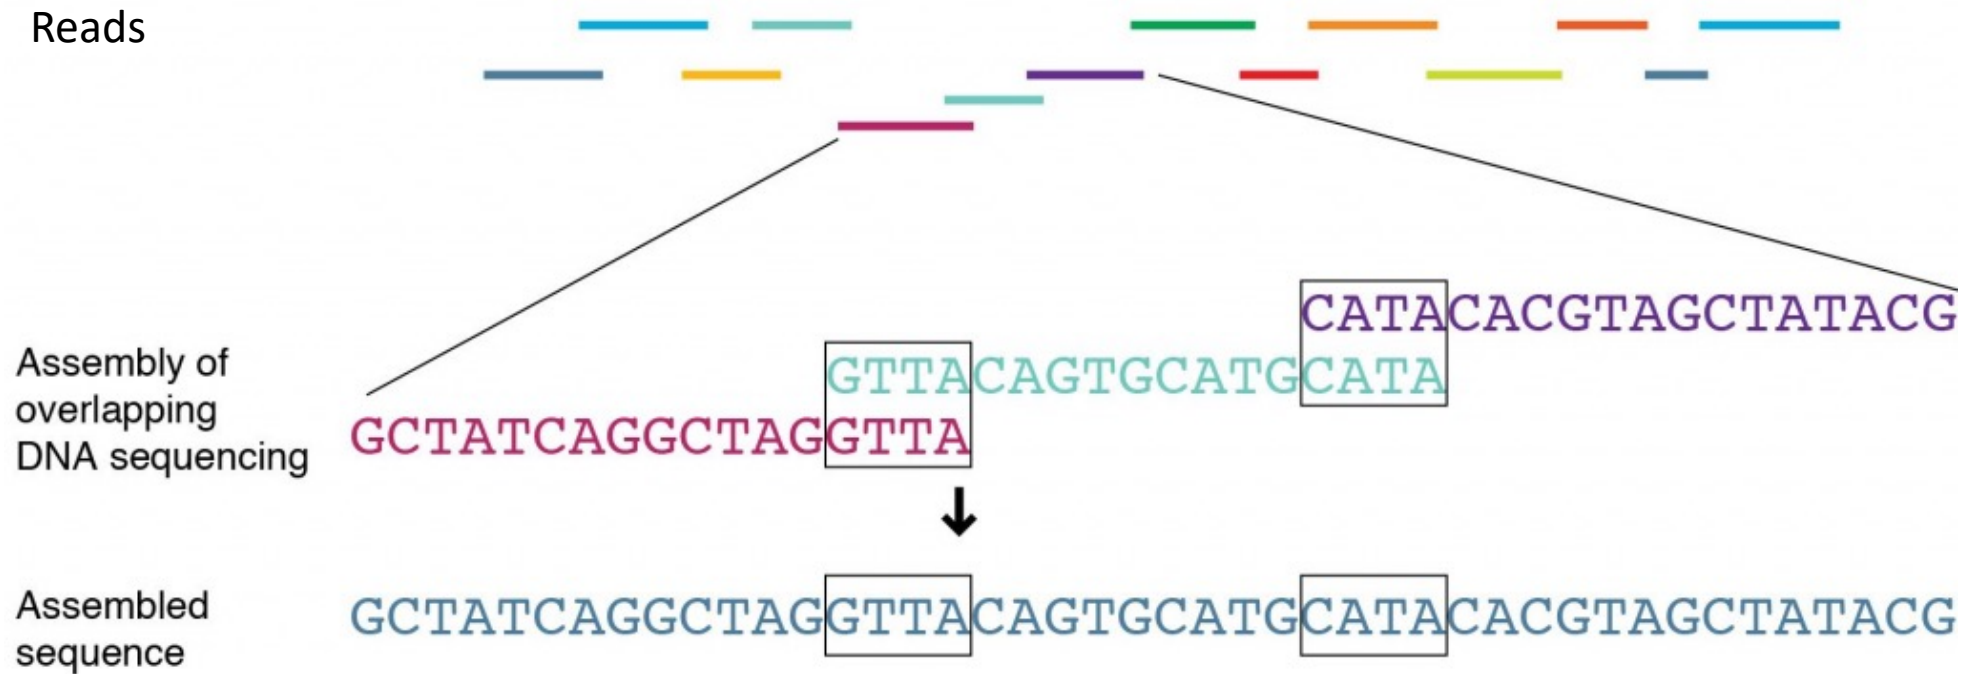 Reads
CATACACGTAGCTATACG
Assembly of
overlapping
DNA sequencing
GTTACAGTGCATGCATA
GCTATCAGGCTAGGTTA
Assembled
sequence
GCTATCAGGCTAGGTTACAGTGCATGCATACACGTAGCTATACG